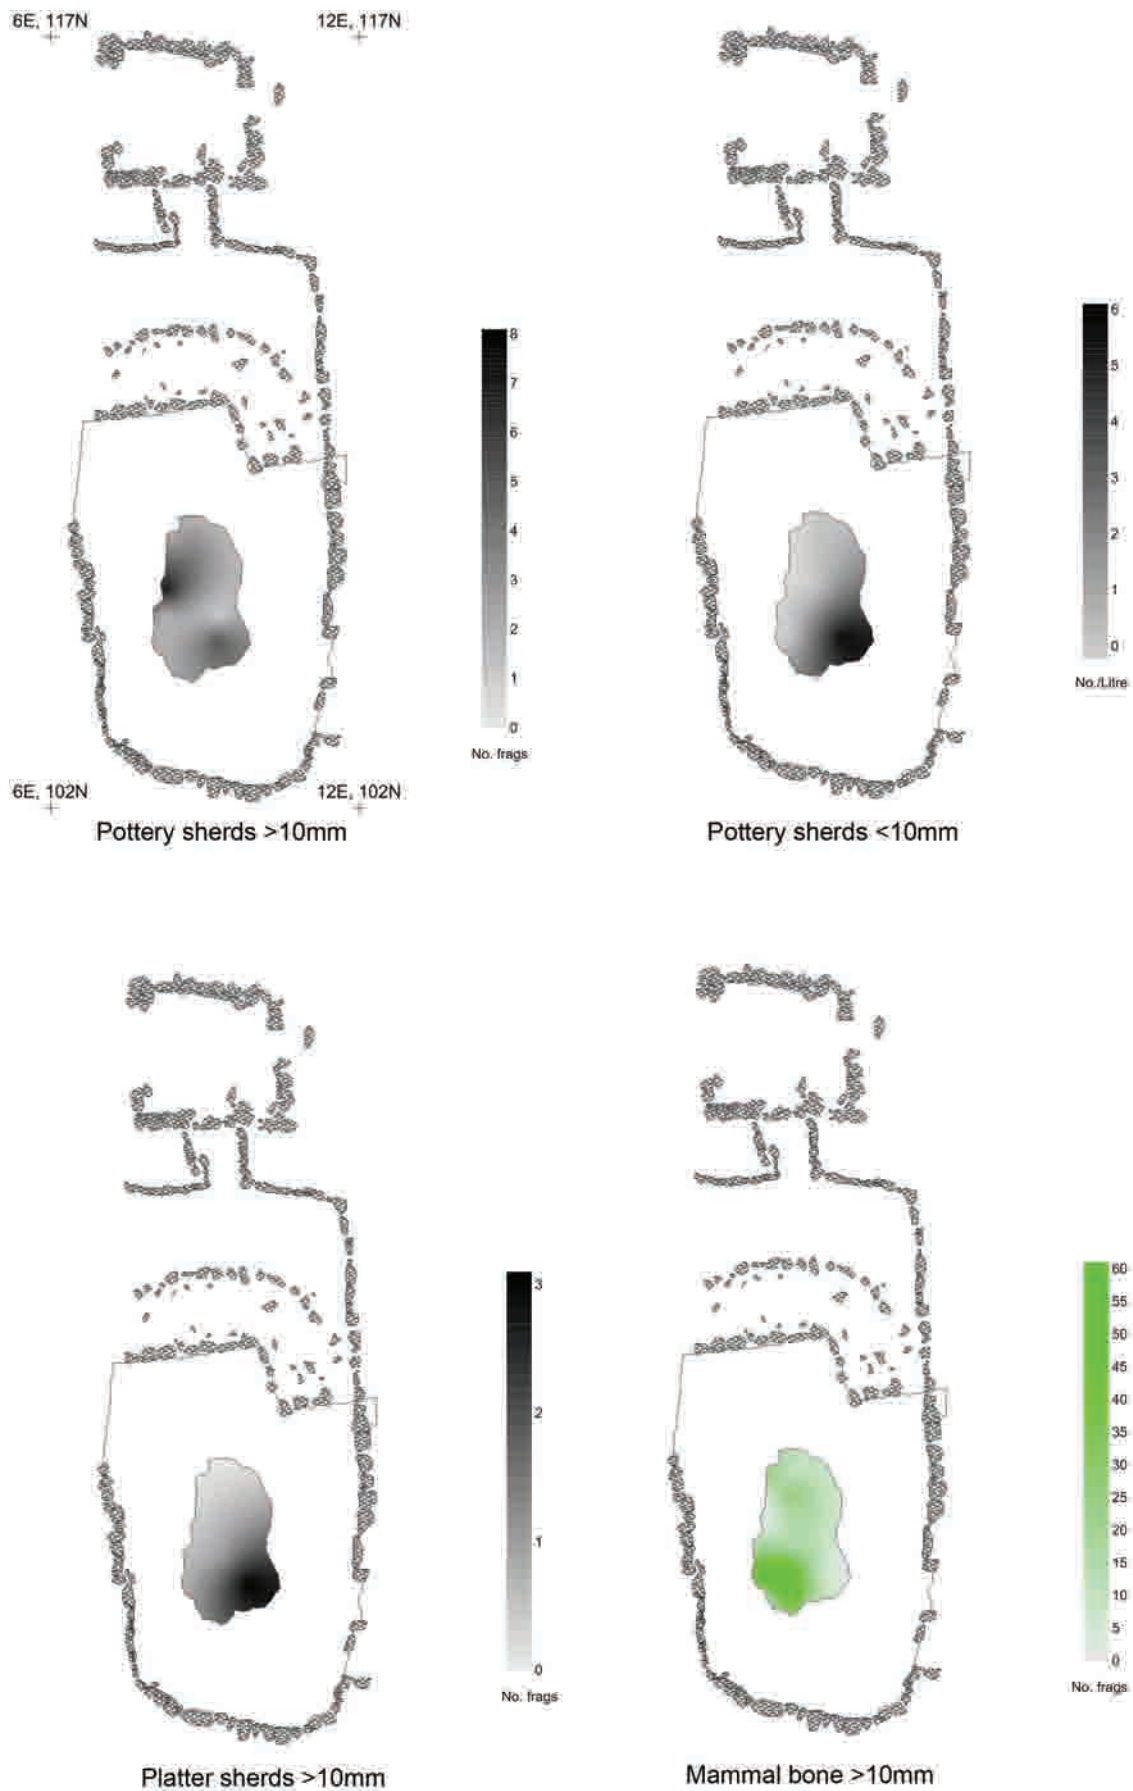 6E, 117N
12E, 117N
8
7
6
5
4
3
2
1
0
No. frags
6
5
4
3
2
1
0
No./Litre
6E, 102N
12E, 102N
Pottery sherds >10mm
Pottery sherds <10mm
3
2
1
0
No. frags
60
55
50
45
40
35
30
25
20
15
10
5
0
No. frags
Platter sherds >10mm
Mammal bone >10mm